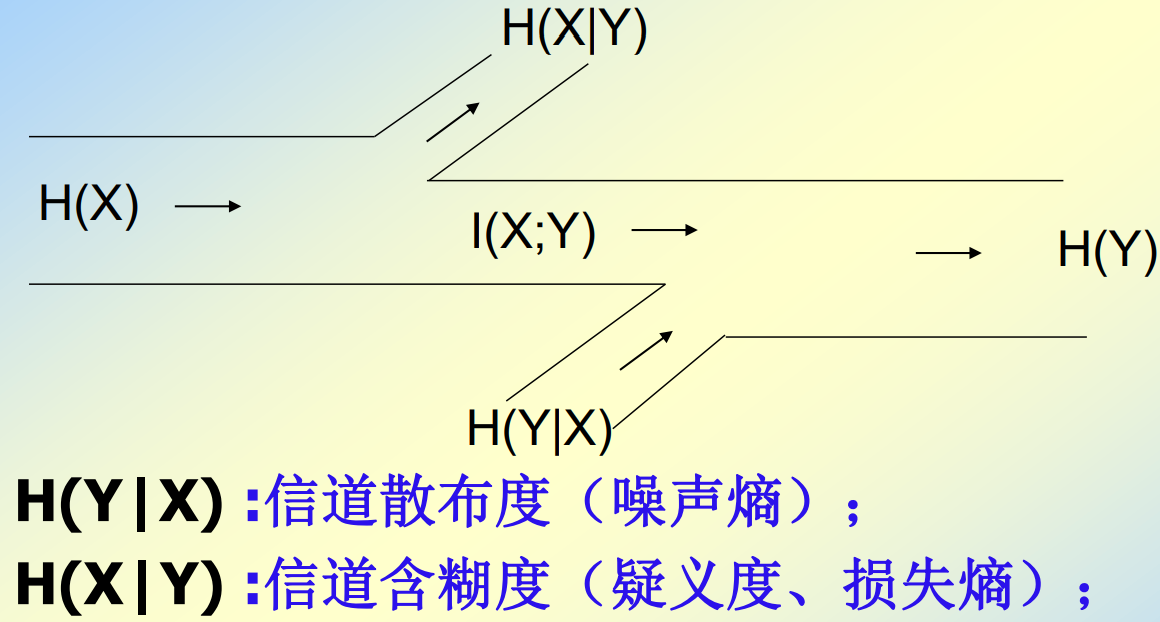 H(X|Y)
H(X)
I(X;Y)
H(Y)
H(Y|X)
H(Y|X) :信道散布度（噪声熵）；
H(X|Y) :信道含糊度（疑义度、损失熵）；